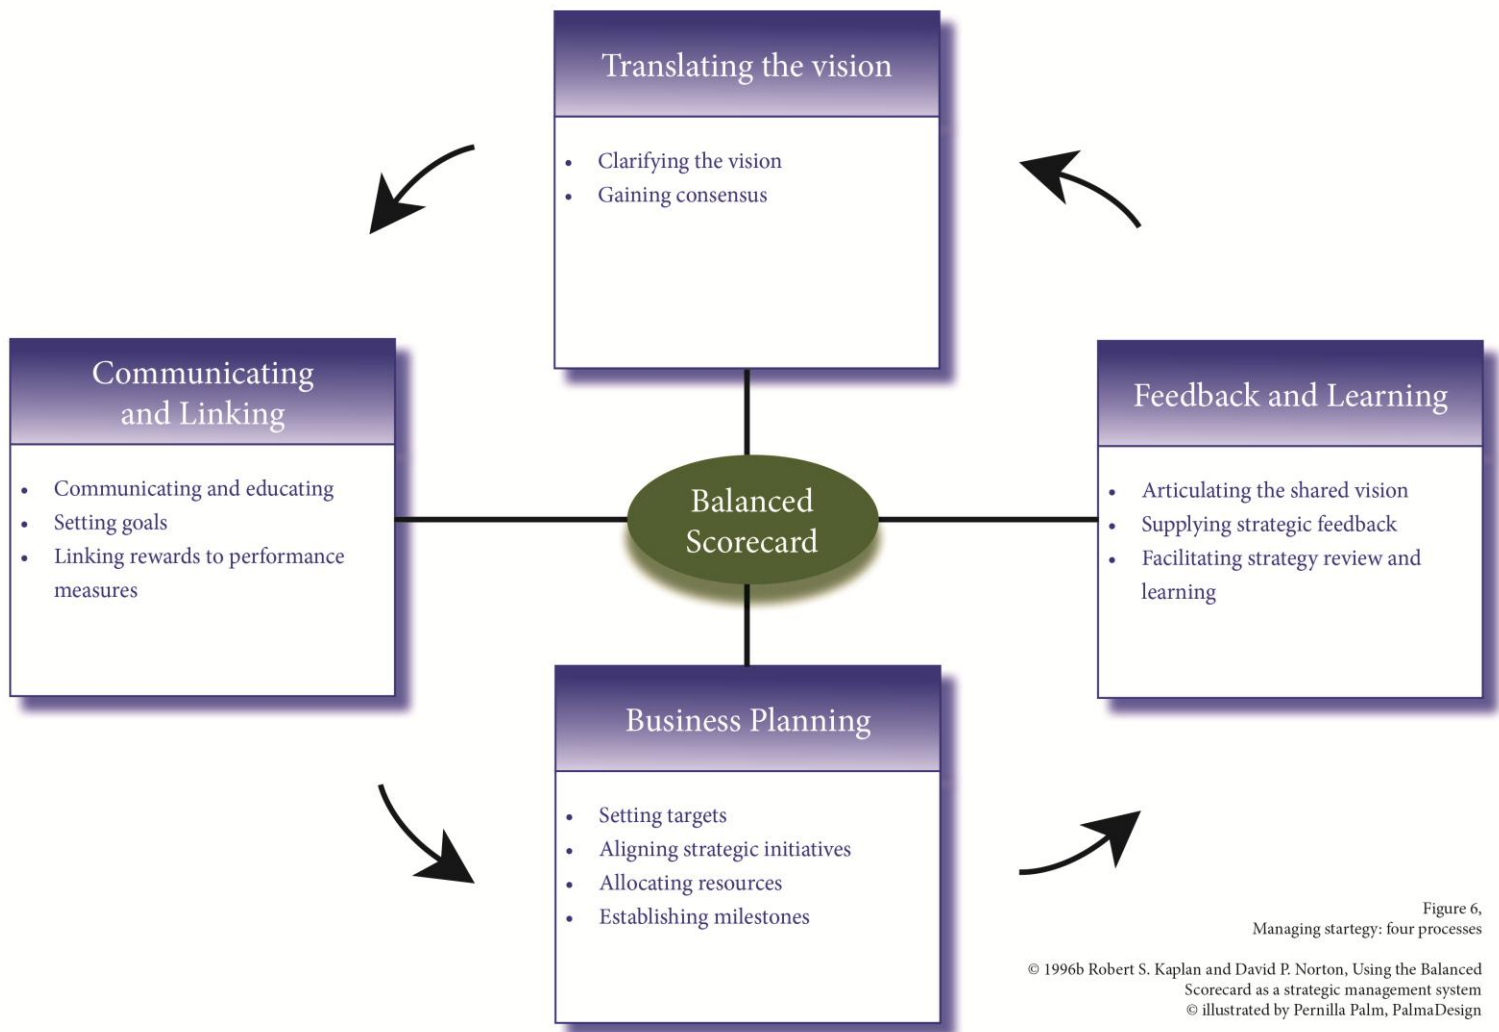 Translating the vision
• Clarifying the vision
• Gaining consensus
Communicating
and Linking
• Communicating and educating
• Setting goals
• Linking rewards to performance
measures
Balanced
Scorecard
Feedback and Learning
• Articulating the shared vision
• Supplying strategic feedback
• Facilitating strategy review and
learning
Business Planning
• Setting targets
• Aligning strategic initiatives
• Allocating resources
• Establishing milestones
Figure 6,
Managing startegy: four processes
© 1996b Robert S. Kaplan and David P. Norton, Using the Balanced
Scorecard as a strategic management system
© illustrated by Pernilla Palm, PalmaDesign